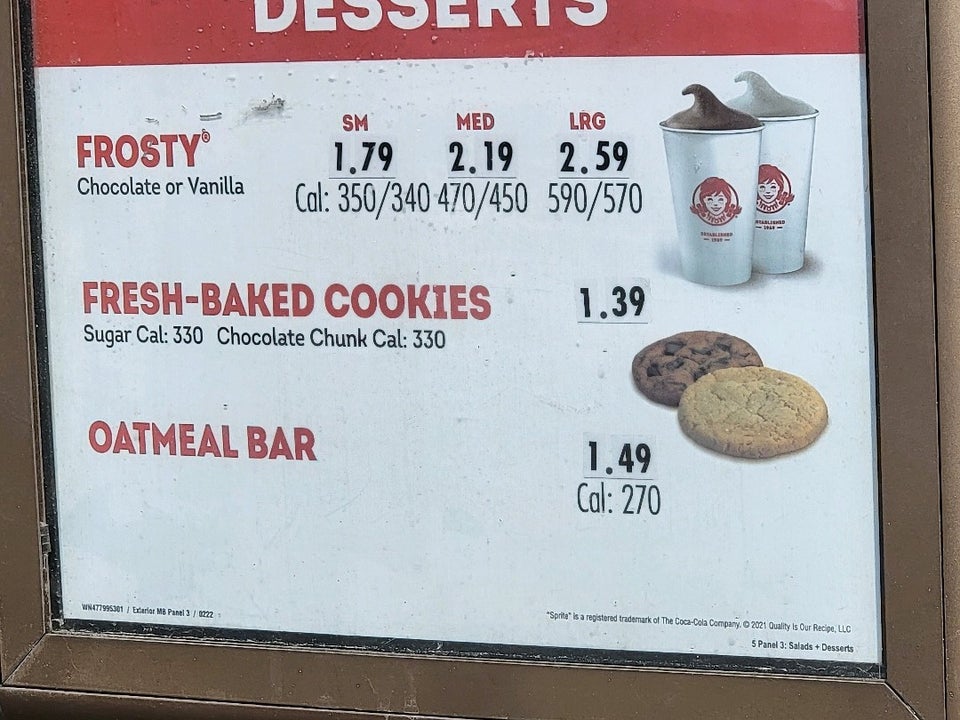 DESSERTS
SM MED LRG
FROSTY® 1.79 2.19 2.59
Chocolate or Vanilla Cal: 350/340 470/450 590/570
FRESH-BAKED COOKIES 1.39
Sugar Cal: 330 Chocolate Chunk Cal: 330
OATMEAL BAR 1.49
Cal: 270
ESTABLISHED
1969
WN477995301 / Exterior MB Panel 3 / 0222
"Sprite" is a registered trademark of The Coca-Cola Company. © 2021 Quality Is Our Recipe, LLC
5 Panel 3: Salads + Desserts